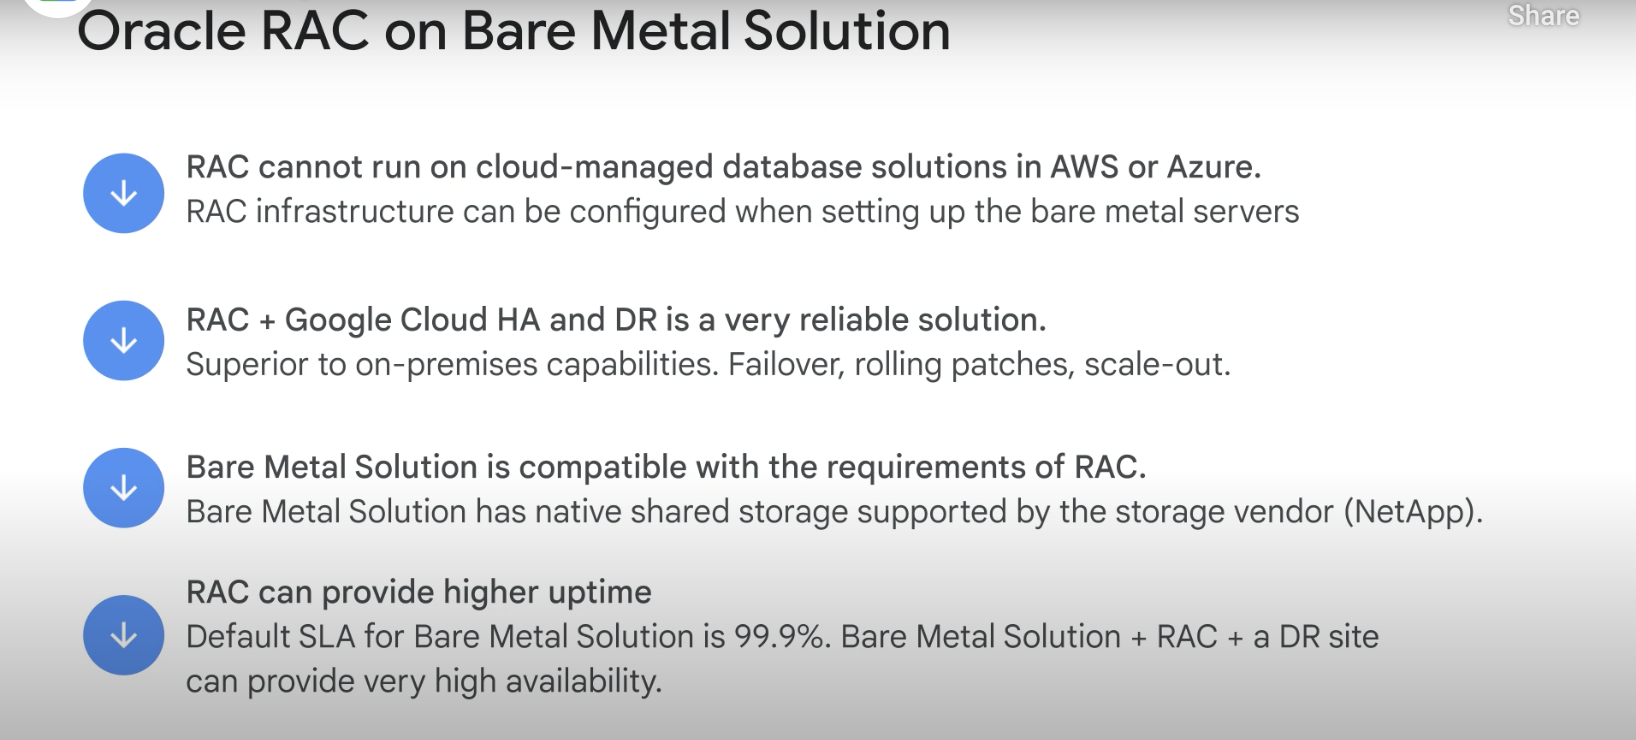 Share
Oracle RAC on Bare Metal Solution
RAC cannot run on cloud-managed database solutions in AWS or Azure.
RAC infrastructure can be configured when setting up the bare metal servers
RAC + Google Cloud HA and DR is a very reliable solution.
Superior to on-premises capabilities. Failover, rolling patches, scale-out.
Bare Metal Solution is compatible with the requirements of RAC.
Bare Metal Solution has native shared storage supported by the storage vendor (NetApp).
RAC can provide higher uptime
Default SLA for Bare Metal Solution is 99.9%. Bare Metal Solution + RAC + a DR site
can provide very high availability.